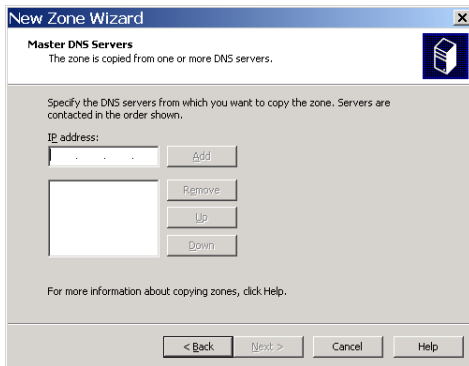 New Zone Wizard
Master DNS Servers
The zone is copied from one or more DNS servers.
Specify the DNS servers from which you want to copy the zone. Servers are
contacted in the order shown.
IP address:
. . .
Add
Remove
Up
Down
For more information about copying zones, click Help.
< Back
Next >
Cancel
Help